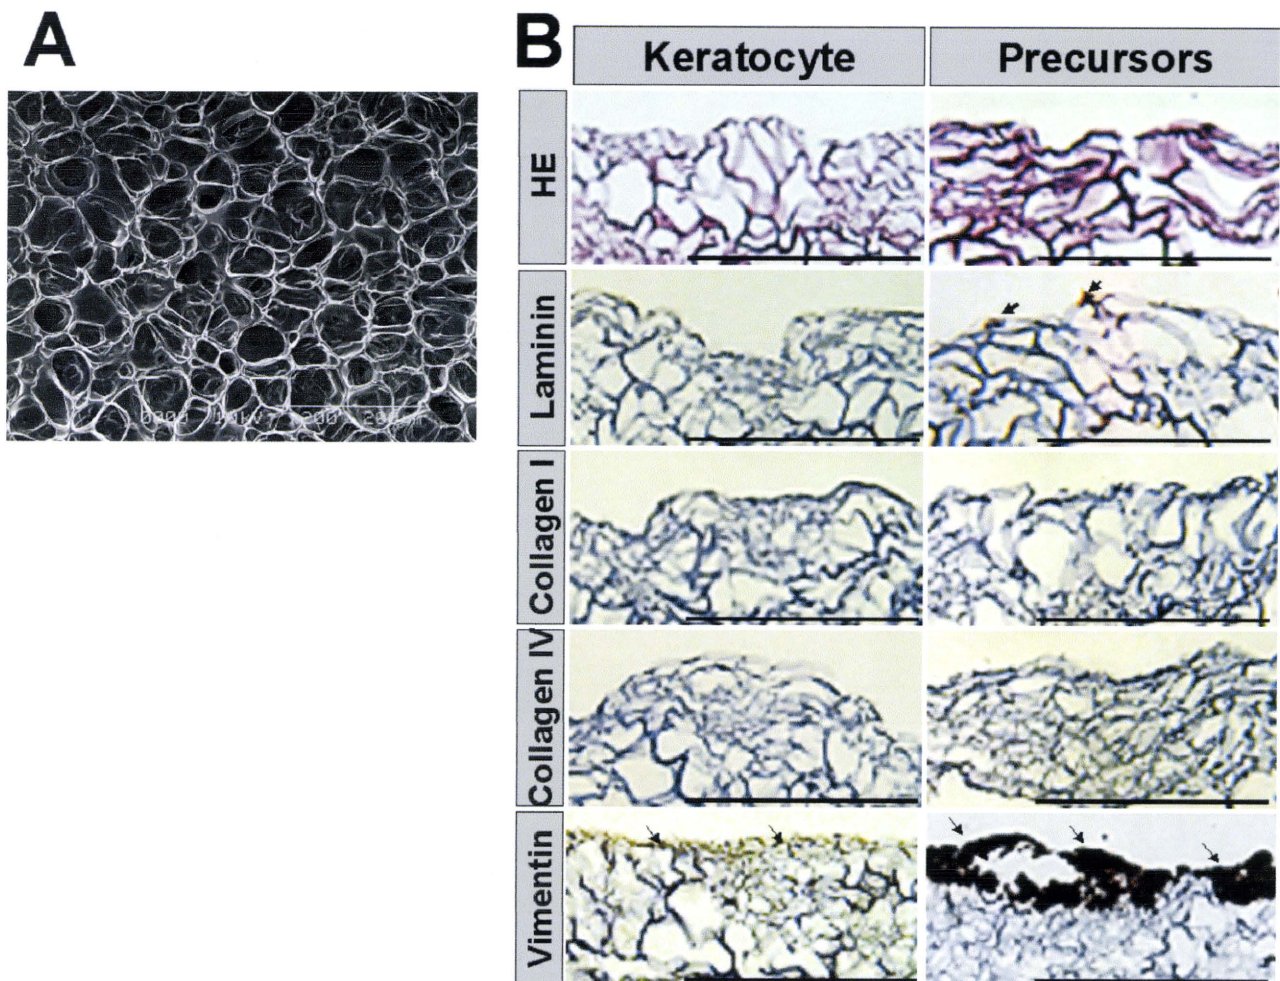 A
B
Keratocyte
Precursors
HE
Laminin
Collagen I
Collagen IV
Vimentin